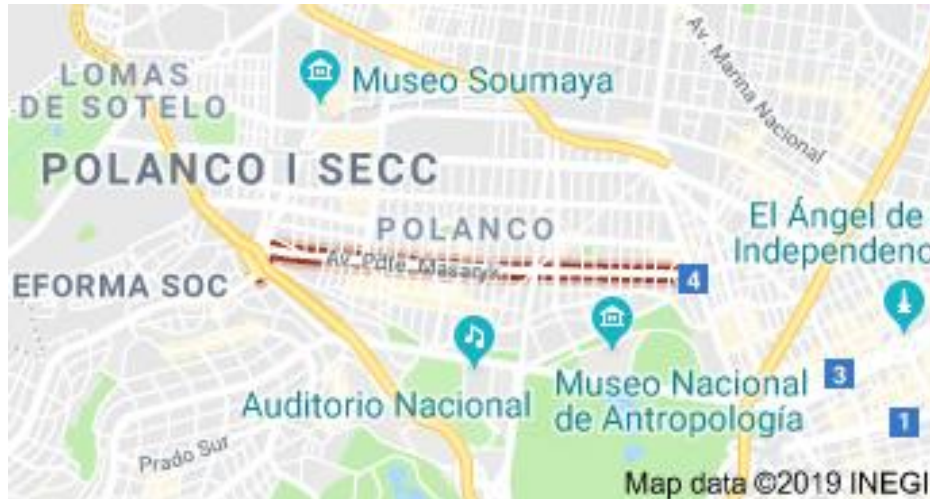 LOMAS
DE SOTELO
Museo Soumaya
Av. Marina Nacional
POLANCO I SECC
POLANCO
El Ángel de
Independenc
Av. Pdte. Masaryk
EFORMA SOC
4
Auditorio Nacional
Museo Nacional
de Antropología
3
1
Prado Sur
Map data ©2019 INEGI